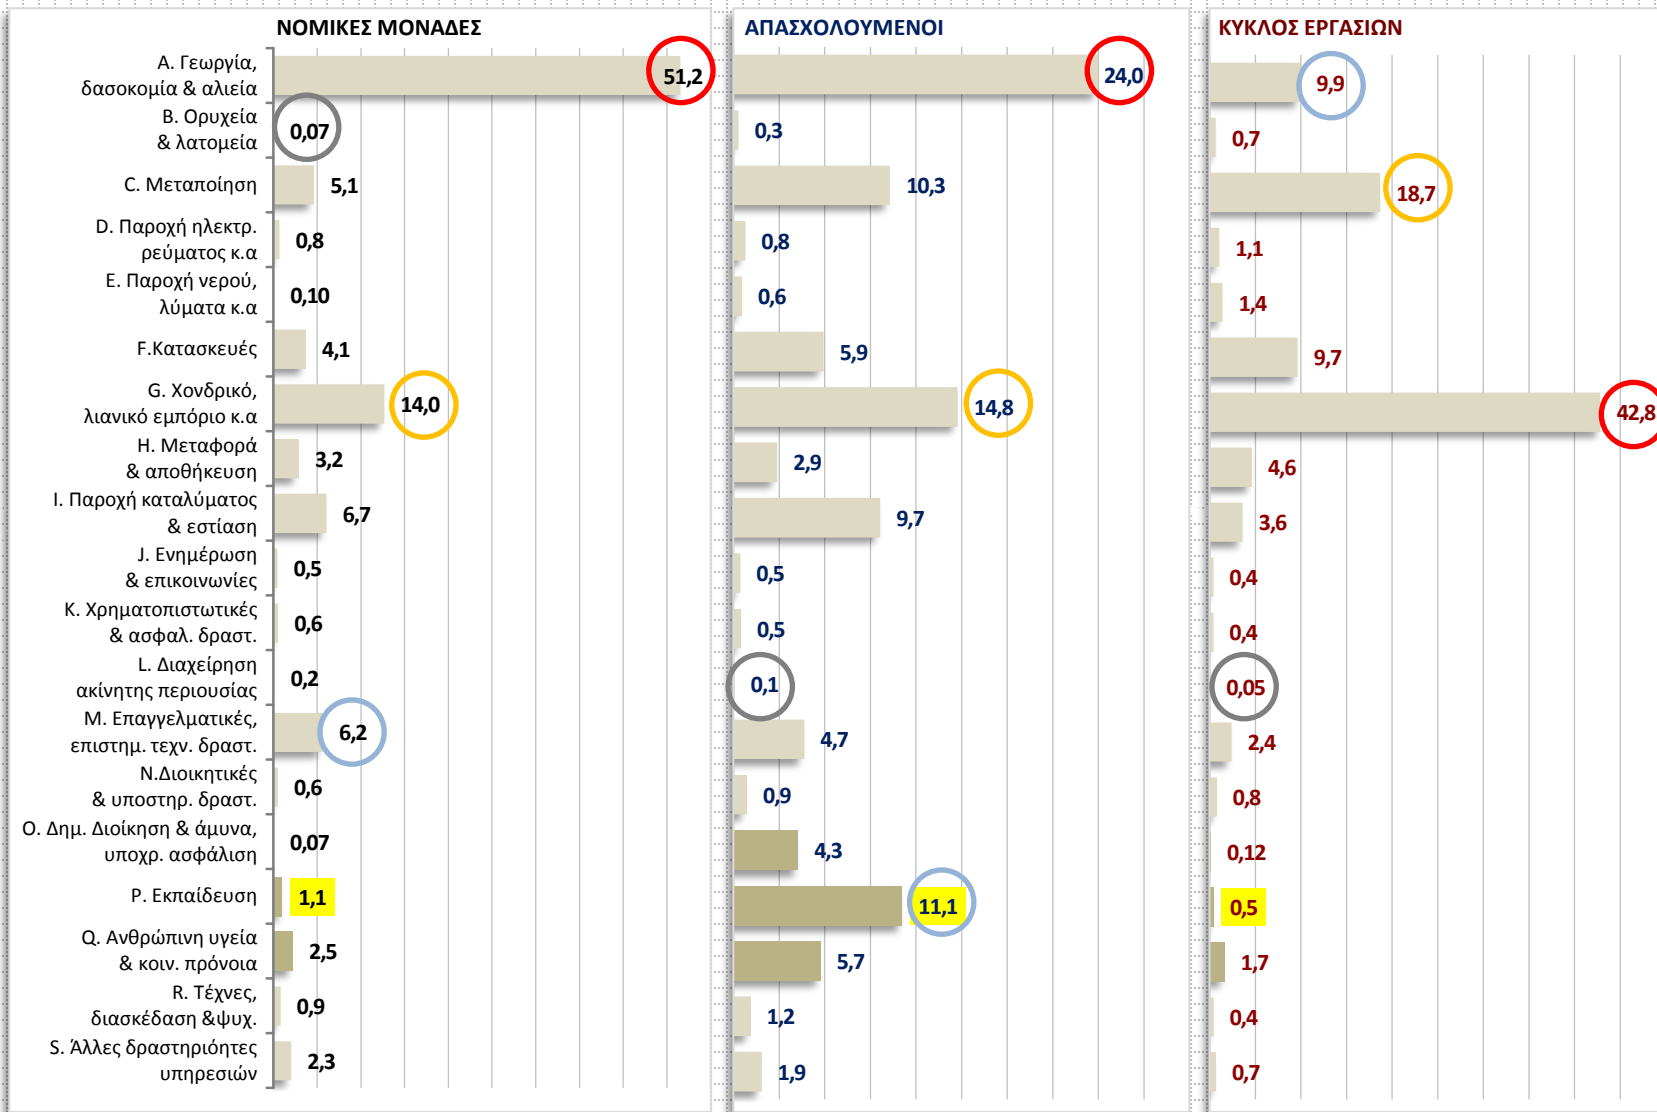 ΝΟΜΙΚΕΣ ΜΟΝΑΔΕΣ
ΑΠΑΣΧΟΛΟΥΜΕΝΟΙ
ΚΥΚΛΟΣ ΕΡΓΑΣΙΩΝ
A. Γεωργία,
δασοκομία & αλιεία
51,2
24,0
9,9
B. Ορυχεία
& λατομεία
0,07
0,3
0,7
C. Μεταποίηση
5,1
10,3
18,7
D. Παροχή ηλεκτρ.
ρεύματος κ.α
0,8
0,8
1,1
E. Παροχή νερού,
λύματα κ.α
0,10
0,6
1,4
F.Κατασκευές
4,1
5,9
9,7
G. Χονδρικό,
λιανικό εμπόριο κ.α
14,0
14,8
42,8
H. Μεταφορά
& αποθήκευση
3,2
2,9
4,6
I. Παροχή καταλύματος
& εστίαση
6,7
9,7
3,6
J. Ενημέρωση
& επικοινωνίες
0,5
0,5
0,4
K. Χρηματοπιστωτικές
& ασφαλ. δραστ.
0,6
0,5
0,4
L. Διαχείρηση
ακίνητης περιουσίας
0,2
0,1
0,05
M. Επαγγελματικές,
επιστημ. τεχν. δραστ.
6,2
4,7
2,4
N.Διοικητικές
& υποστηρ. δραστ.
0,6
0,9
0,8
O. Δημ. Διοίκηση & άμυνα,
υποχρ. ασφάλιση
0,07
4,3
0,12
P. Εκπαίδευση
1,1
11,1
0,5
Q. Ανθρώπινη υγεία
& κοιν. πρόνοια
2,5
5,7
1,7
R. Τέχνες,
διασκέδαση &ψυχ.
0,9
1,2
0,4
S. Άλλες δραστηριόητες
υπηρεσιών
2,3
1,9
0,7